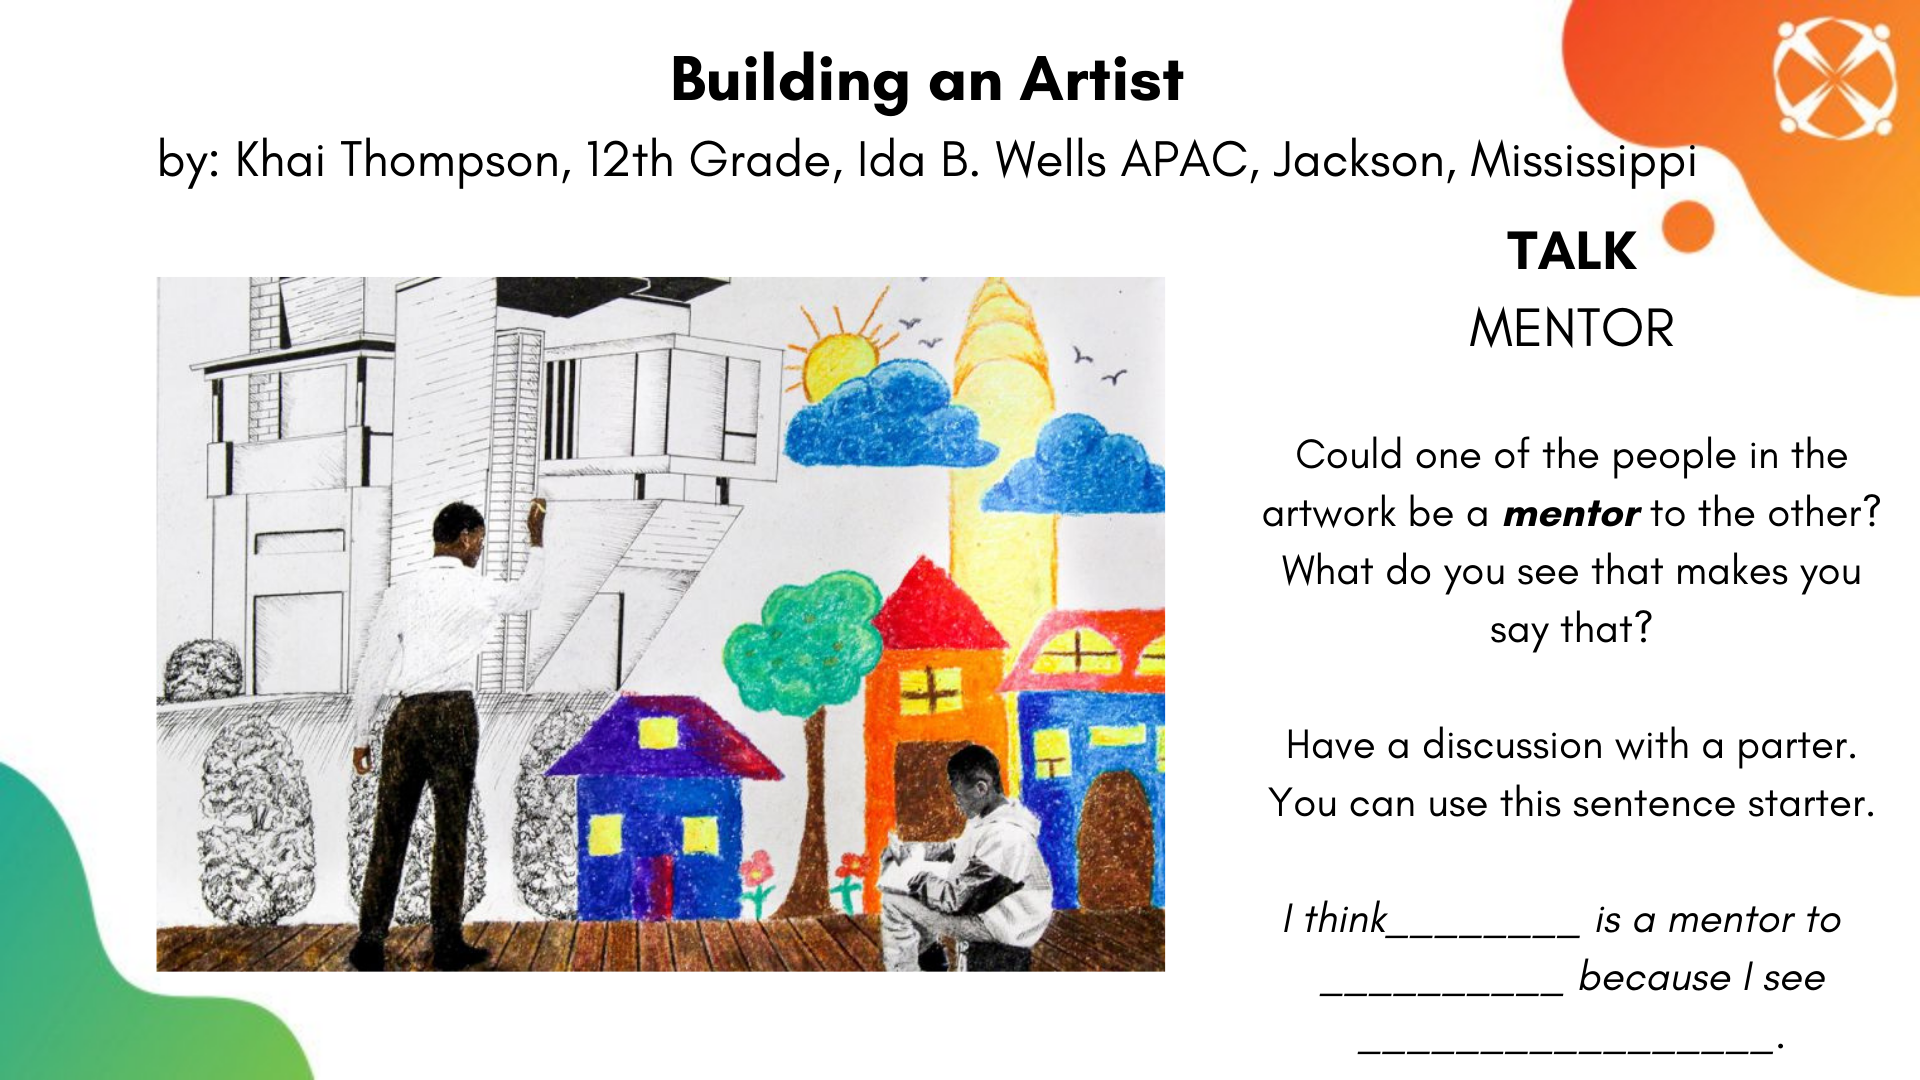 Building an Artist
by: Khai Thompson, 12th Grade, Ida B. Wells APAC, Jackson, Mississippi
TALK
MENTOR
Could one of the people in the
artwork be a mentor to the other?
What do you see that makes you
say that?
Have a discussion with a parter.
You can use this sentence starter.
I think________ is a mentor to
__________ because I see
_________________.